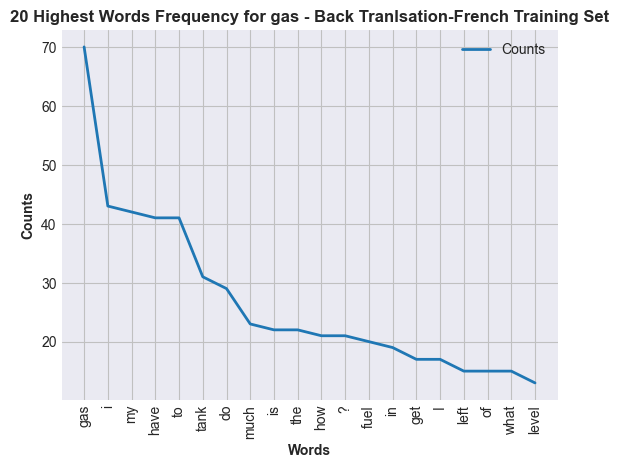 20 Highest Words Frequency for gas - Back Tranlsation-French Training Set
Counts
70
60
50
40
30
20
Counts
gas
i
my
have
to
tank
do
much
is
the
how
?
fuel
in
get
I
left
of
what
level
Words